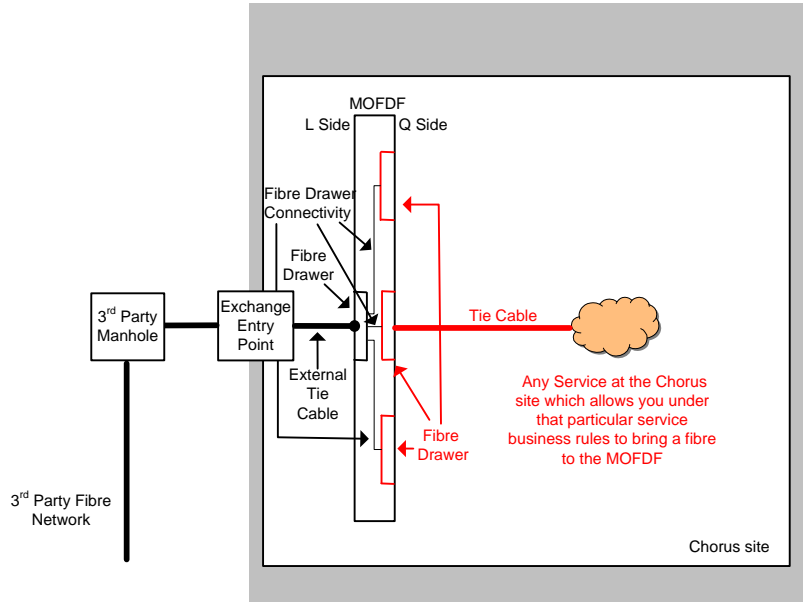 MOFDF
L Side
Q Side
Fibre Drawer
Connectivity
Fibre
Drawer
3rd Party
Manhole
Exchange
Entry
Point
External
Tie
Cable
Tie Cable
Any Service at the Chorus
site which allows you under
that particular service
business rules to bring a fibre
to the MOFDF
Fibre
Drawer
3rd Party Fibre
Network
Chorus site